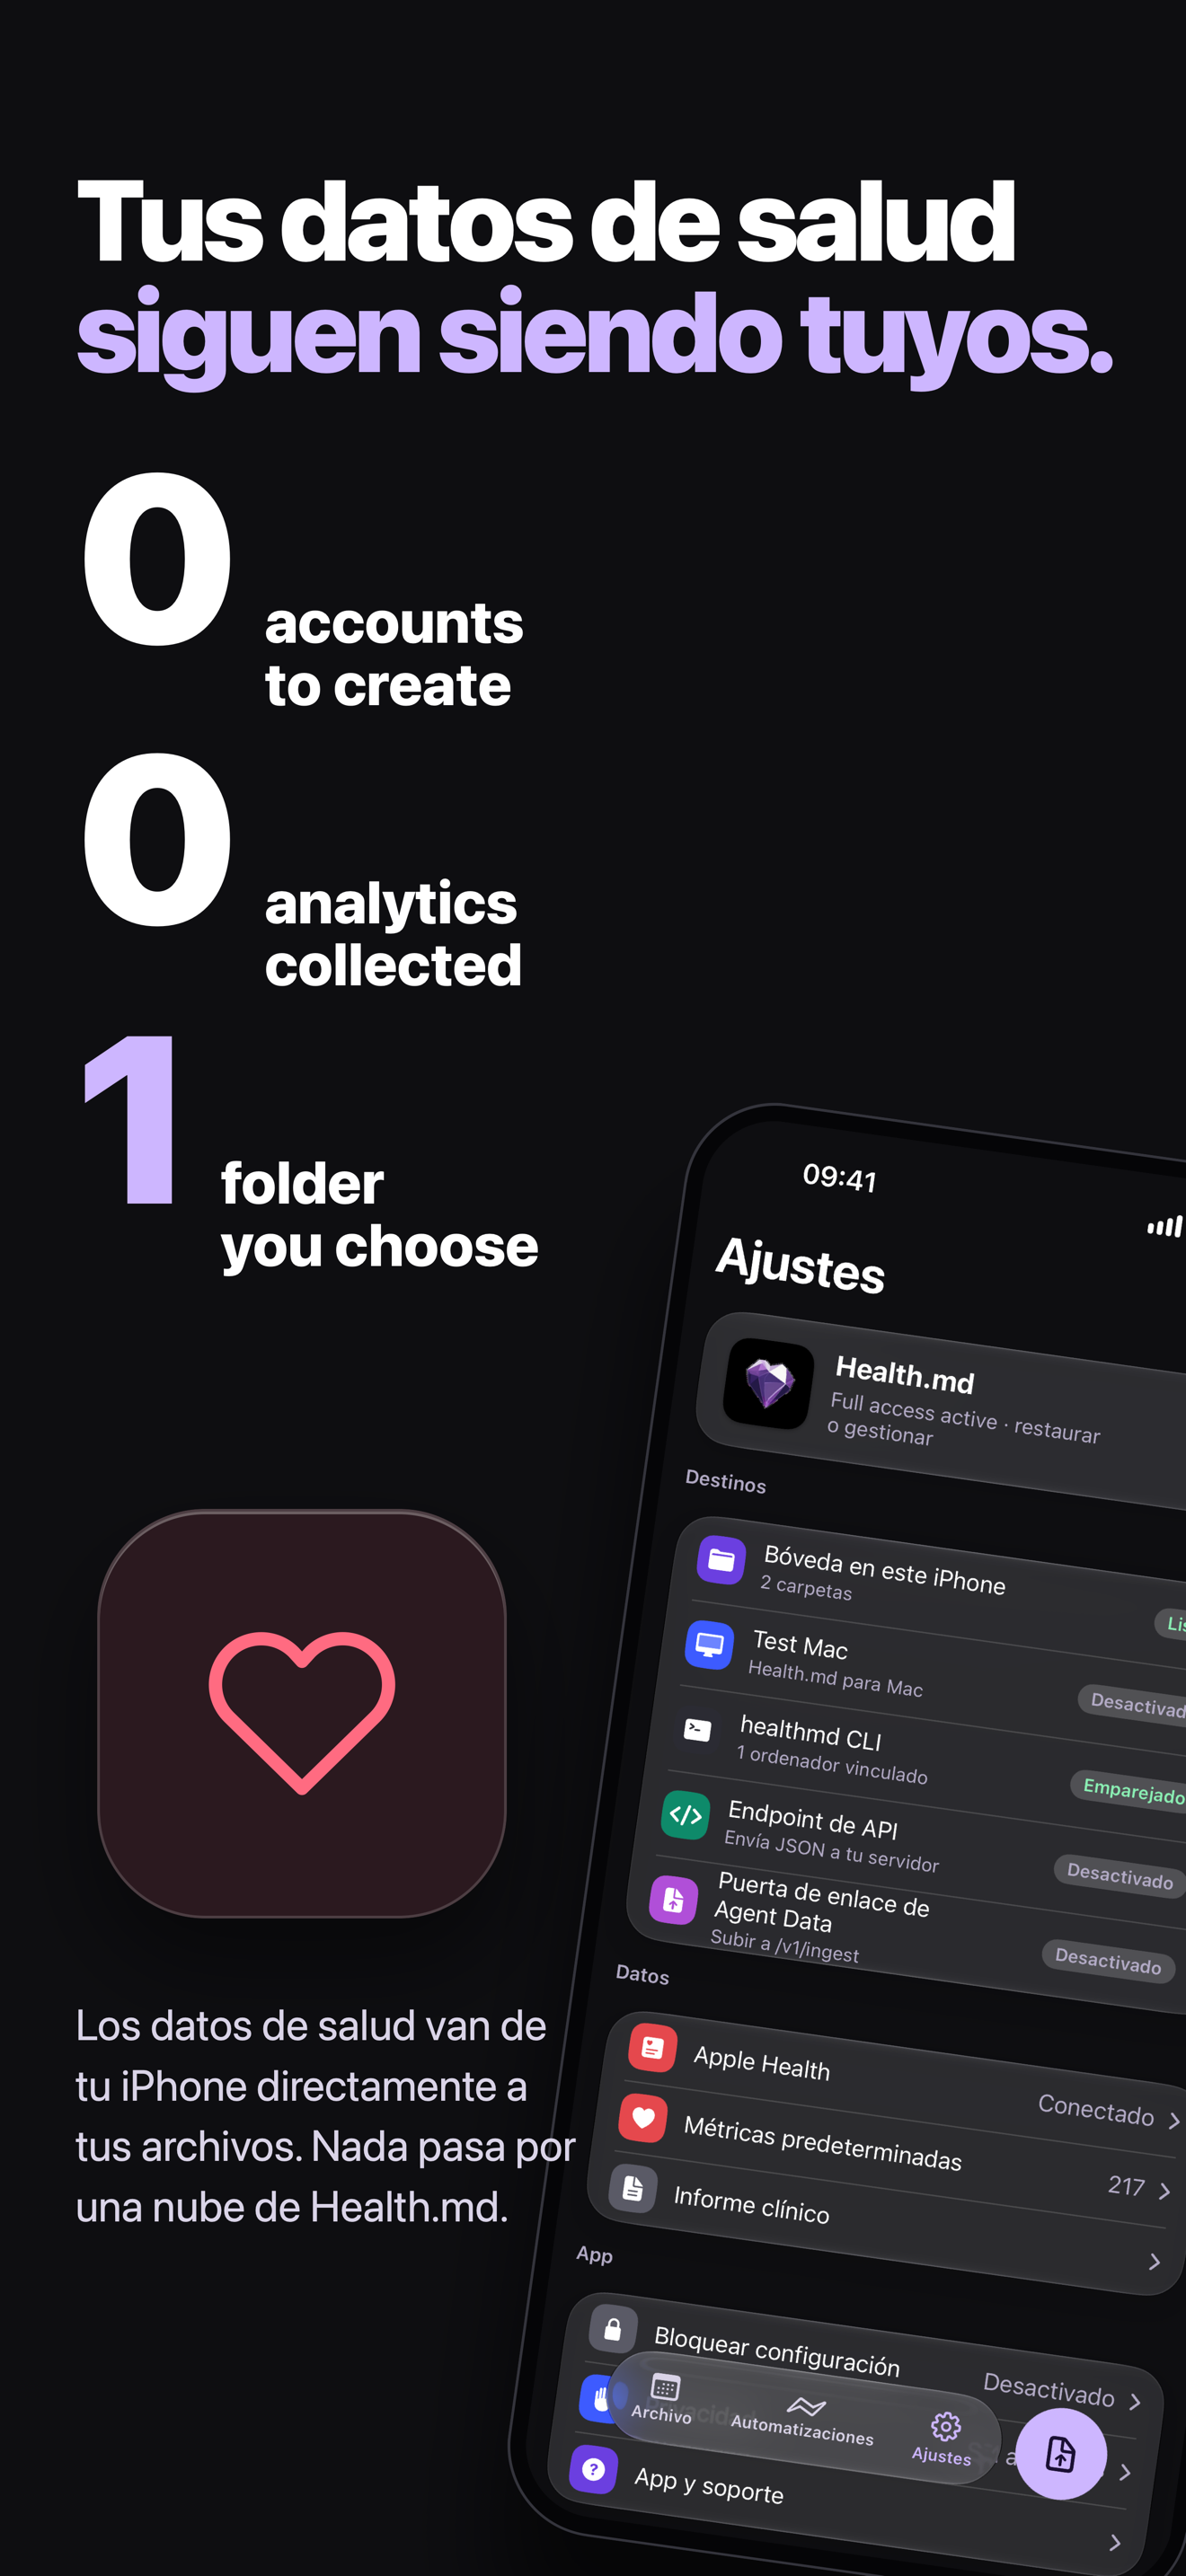 Tus datos de salud
siguen siendo tuyos.
0
accounts
to create
0
analytics
collected
1
folder
you choose
09:41
Ajustes
Health.md
Full access active · restaurar
o gestionar
Destinos
Bóveda en este iPhone
2 carpetas
Test Mac
Health.md para Mac
Desactivad
healthmd CLI
1 ordenador vinculado
Emparejado
Endpoint de API
Envía JSON a tu servidor
Desactivado
Puerta de enlace de
Agent Data
Subir a /v1/ingest
Desactivado
Datos
Apple Health
Conectado
Métricas predeterminadas
217
Informe clínico
App
Bloquear configuración
Desactivado
Archivo
Automatizaciones
Ajustes
App y soporte
Los datos de salud van de
tu iPhone directamente a
tus archivos. Nada pasa por
una nube de Health.md.